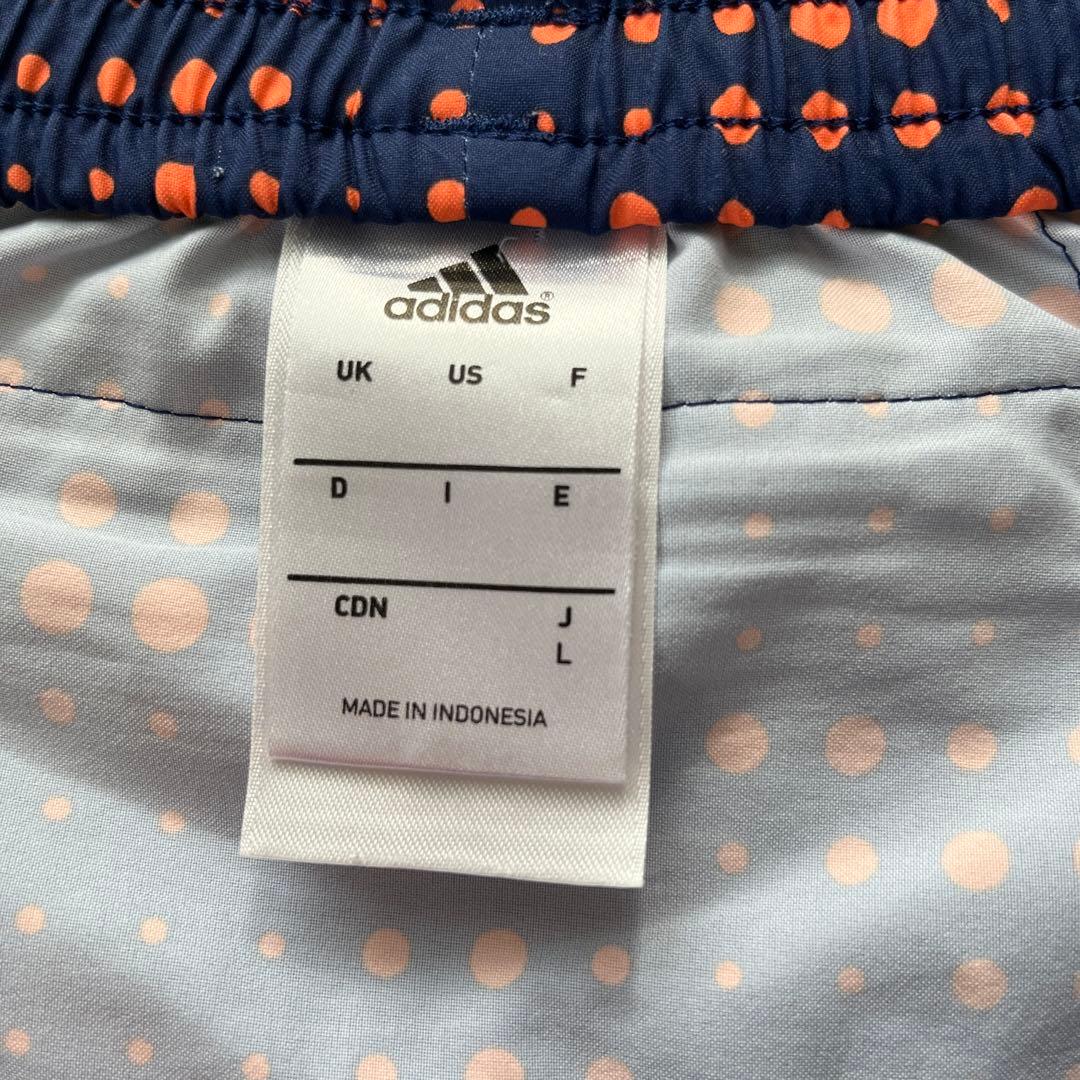 adidas®
UK US F
D I E
CDN J
L
MADE IN INDONESIA